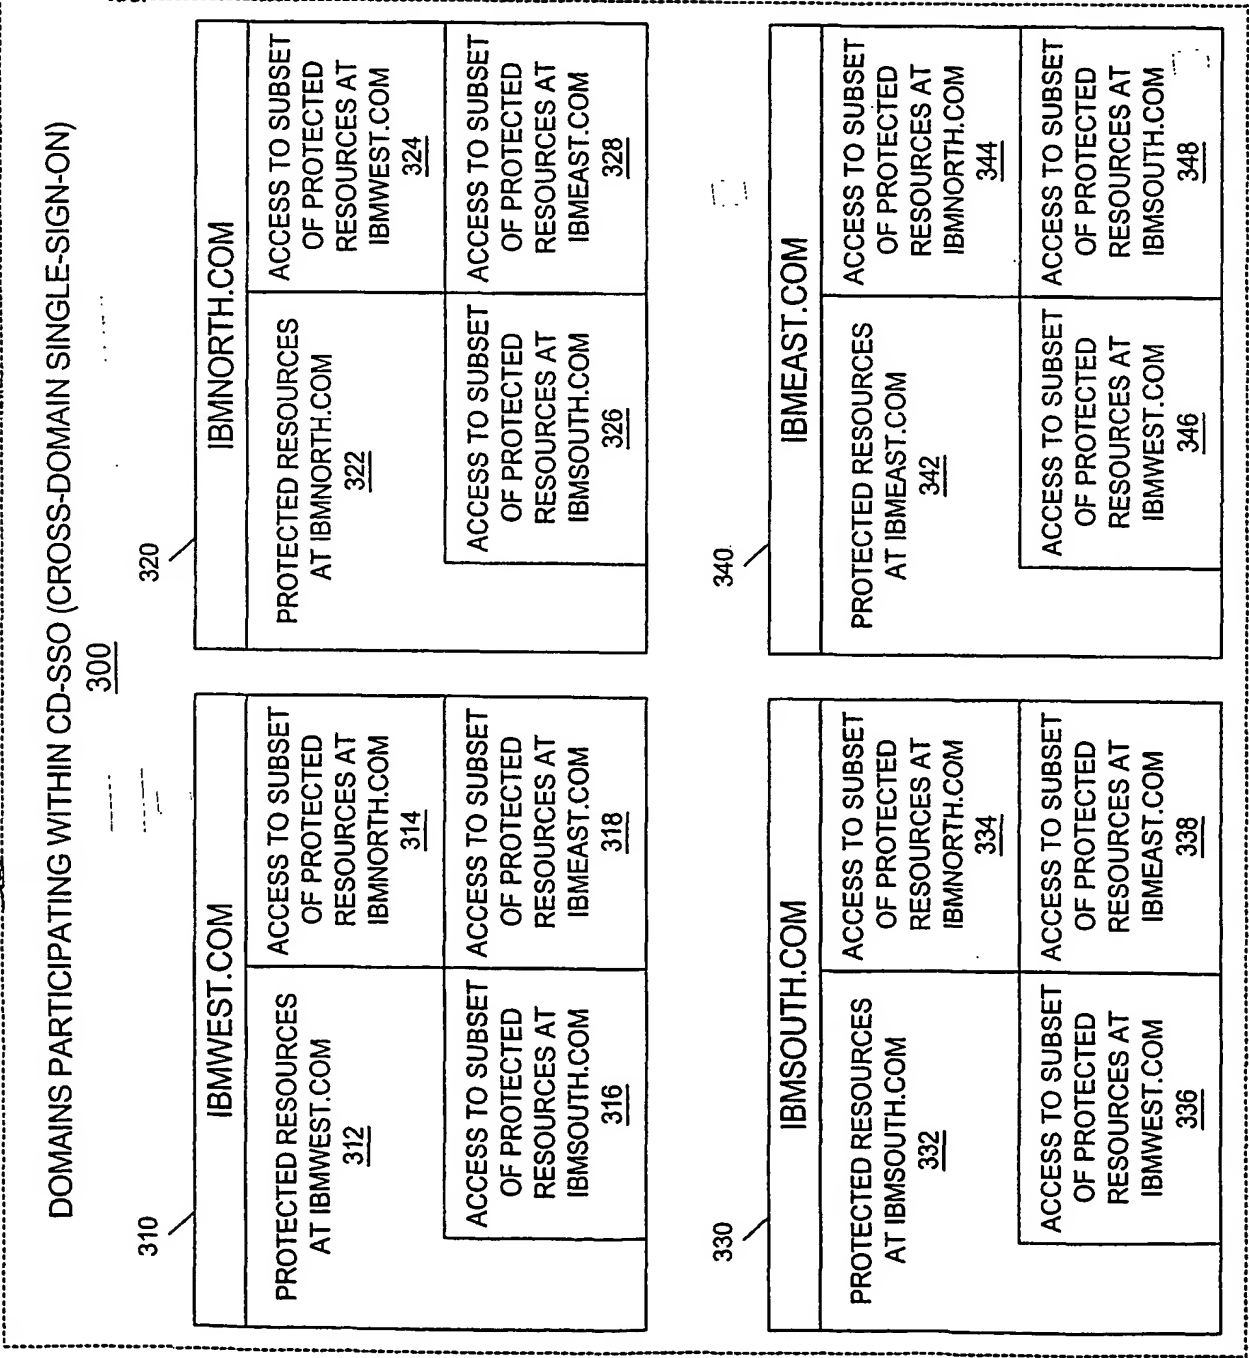 DOMAINS PARTICIPATING WITHIN CD-SSO (CROSS-DOMAIN SINGLE-SIGN-ON)
300
310
IBMWEST.COM
PROTECTED RESOURCES
AT IBMWEST.COM
312
ACCESS TO SUBSET
OF PROTECTED
RESOURCES AT
IBMNORTH.COM
314
ACCESS TO SUBSET
OF PROTECTED
RESOURCES AT
IBMSOUTH.COM
316
ACCESS TO SUBSET
OF PROTECTED
RESOURCES AT
IBMEAST.COM
318
320
IBMNORTH.COM
PROTECTED RESOURCES
AT IBMNORTH.COM
322
ACCESS TO SUBSET
OF PROTECTED
RESOURCES AT
IBMWEST.COM
324
ACCESS TO SUBSET
OF PROTECTED
RESOURCES AT
IBMSOUTH.COM
326
ACCESS TO SUBSET
OF PROTECTED
RESOURCES AT
IBMEAST.COM
328
330
IBMSOUTH.COM
PROTECTED RESOURCES
AT IBMSOUTH.COM
332
ACCESS TO SUBSET
OF PROTECTED
RESOURCES AT
IBMNORTH.COM
334
ACCESS TO SUBSET
OF PROTECTED
RESOURCES AT
IBMWEST.COM
336
ACCESS TO SUBSET
OF PROTECTED
RESOURCES AT
IBMEAST.COM
338
340
IBMEAST.COM
PROTECTED RESOURCES
AT IBMEAST.COM
342
ACCESS TO SUBSET
OF PROTECTED
RESOURCES AT
IBMNORTH.COM
344
ACCESS TO SUBSET
OF PROTECTED
RESOURCES AT
IBMWEST.COM
346
ACCESS TO SUBSET
OF PROTECTED
RESOURCES AT
IBMSOUTH.COM
348